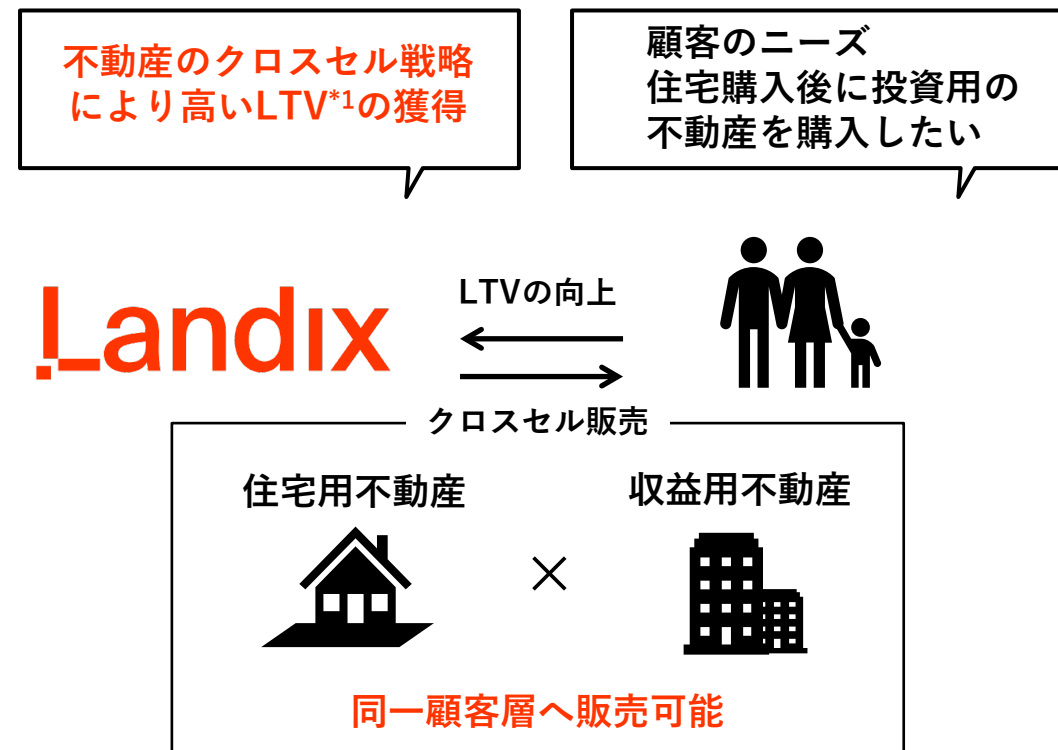 不動産のクロスセル戦略
により高いLTV*1の獲得
顧客のニーズ
住宅購入後に投資用の
不動産を購入したい
Landix
LTVの向上
クロスセル販売
住宅用不動産
×
収益用不動産
同一顧客層へ販売可能